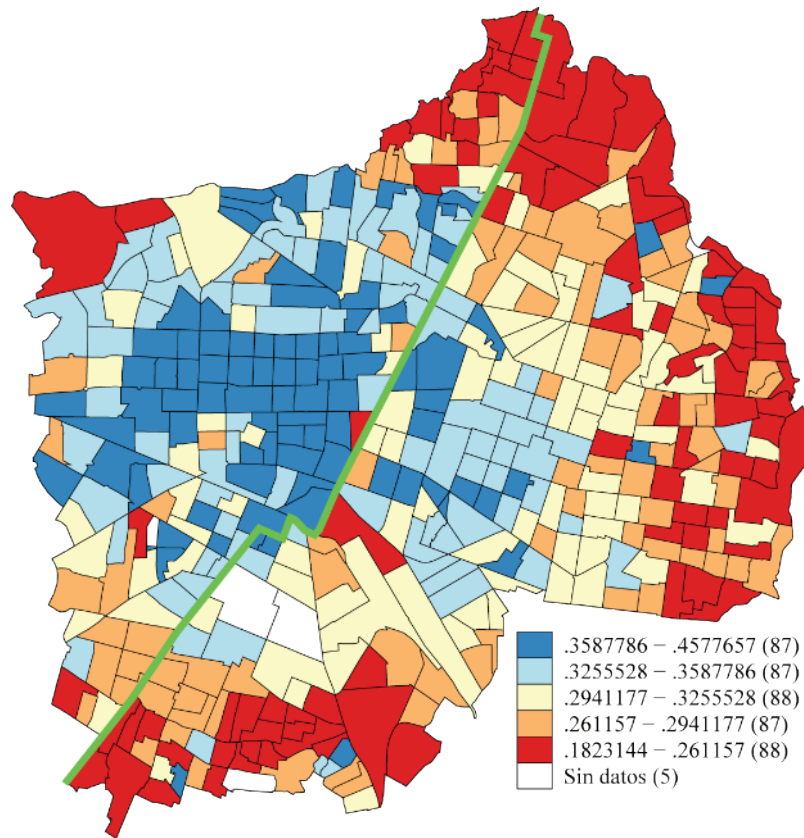 .3587786 – .4577657 (87)
.3255528 – .3587786 (87)
.2941177 – .3255528 (88)
.261157 – .2941177 (87)
.1823144 – .261157 (88)
Sin datos (5)